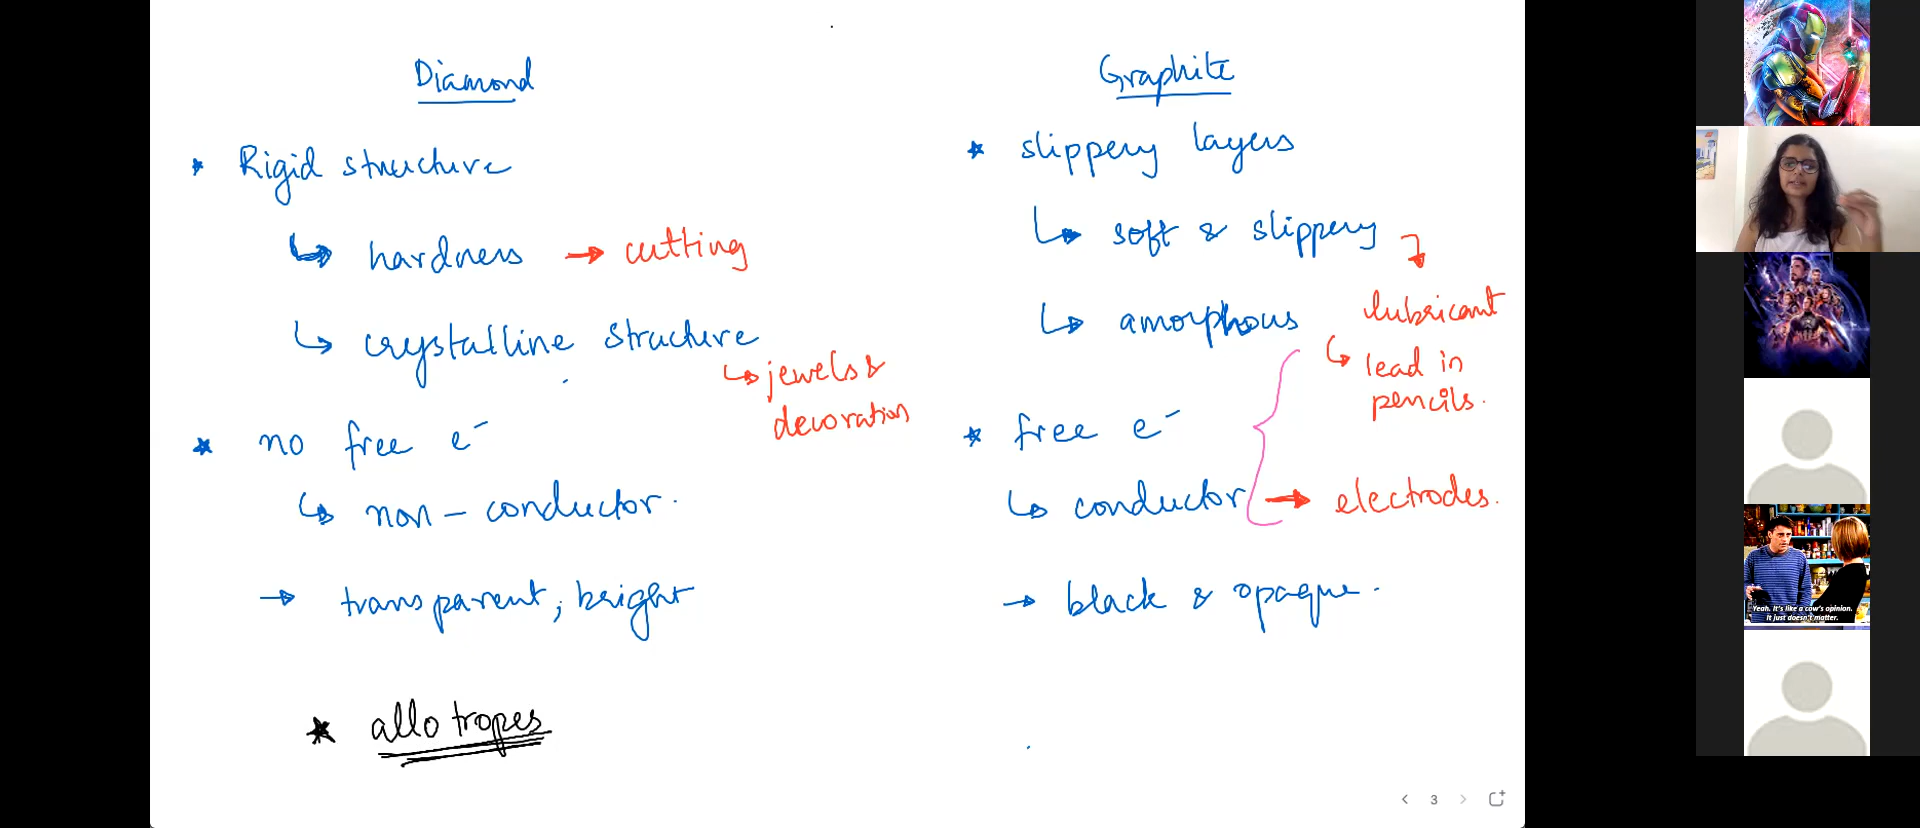 Diamond
* Rigid structure
↳ hardness → cutting
↳ crystalline structure
↳ jewels &
decoration
* no free e⁻
↳ non - conductor.
→ transparent, bright
* allotropes
Graphite
* slippery layers
↳ soft & slippery
↳ lubricant
↳ lead in
pencils.
↳ amorphous
* free e⁻
↳ conductor → electrodes.
→ black & opaque.
< 3 >
Yeah. It's like a cow's opinion.
It just doesn't matter.